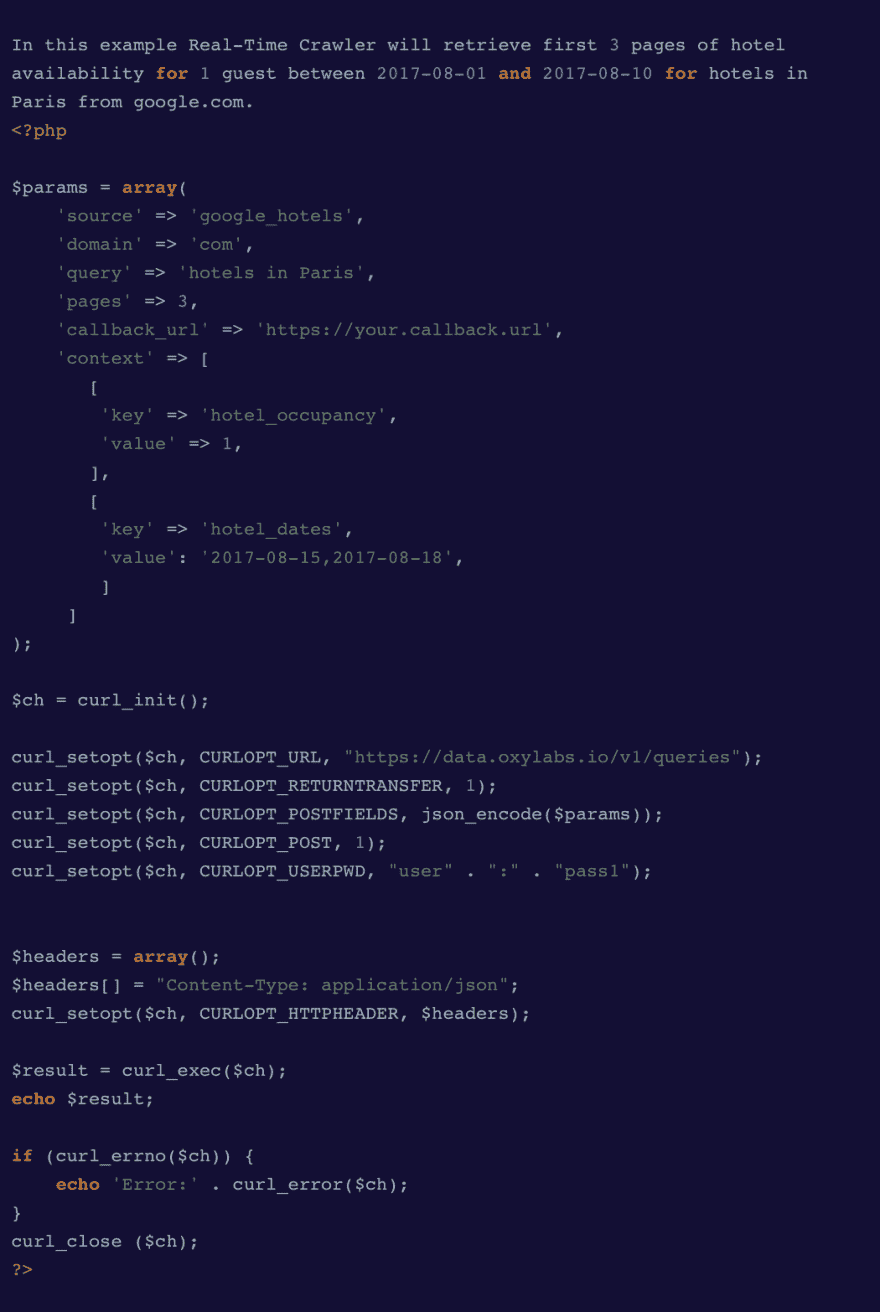 In this example Real-Time Crawler will retrieve first 3 pages of hotel
availability for 1 guest between 2017-08-01 and 2017-08-10 for hotels in
Paris from google.com.
<?php

$params = array(
    'source' => 'google_hotels',
    'domain' => 'com',
    'query' => 'hotels in Paris',
    'pages' => 3,
    'callback_url' => 'https://your.callback.url',
    'context' => [
       [
        'key' => 'hotel_occupancy',
        'value' => 1,
       ],
       [
        'key' => 'hotel_dates',
        'value': '2017-08-15,2017-08-18',
        ]
     ]
);

$ch = curl_init();

curl_setopt($ch, CURLOPT_URL, "https://data.oxylabs.io/v1/queries");
curl_setopt($ch, CURLOPT_RETURNTRANSFER, 1);
curl_setopt($ch, CURLOPT_POSTFIELDS, json_encode($params));
curl_setopt($ch, CURLOPT_POST, 1);
curl_setopt($ch, CURLOPT_USERPWD, "user" . ":" . "pass1");


$headers = array();
$headers[] = "Content-Type: application/json";
curl_setopt($ch, CURLOPT_HTTPHEADER, $headers);

$result = curl_exec($ch);
echo $result;

if (curl_errno($ch)) {
    echo 'Error:' . curl_error($ch);
}
curl_close ($ch);
?>